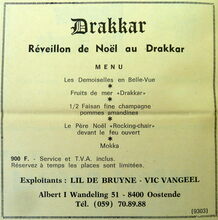 Drakkar
Réveillon de Noël au Drakkar
MENU
Les Demoiselles en Belle-Vue
Fruits de mer «Drakkar»
1/2 Faisan fine champagne
pommes amandines
Le Père Noël «Rocking-chair»
devant le feu ouvert
Mokka
900 F. - Service et T.V.A. inclus.
Réservez à temps les places sont limitées.
Exploitants : LIL DE BRUYNE - VIC VANGEEL
Albert I Wandeling 51 - 8400 Oostende
Tél. (059) 70.89.88
(9303)